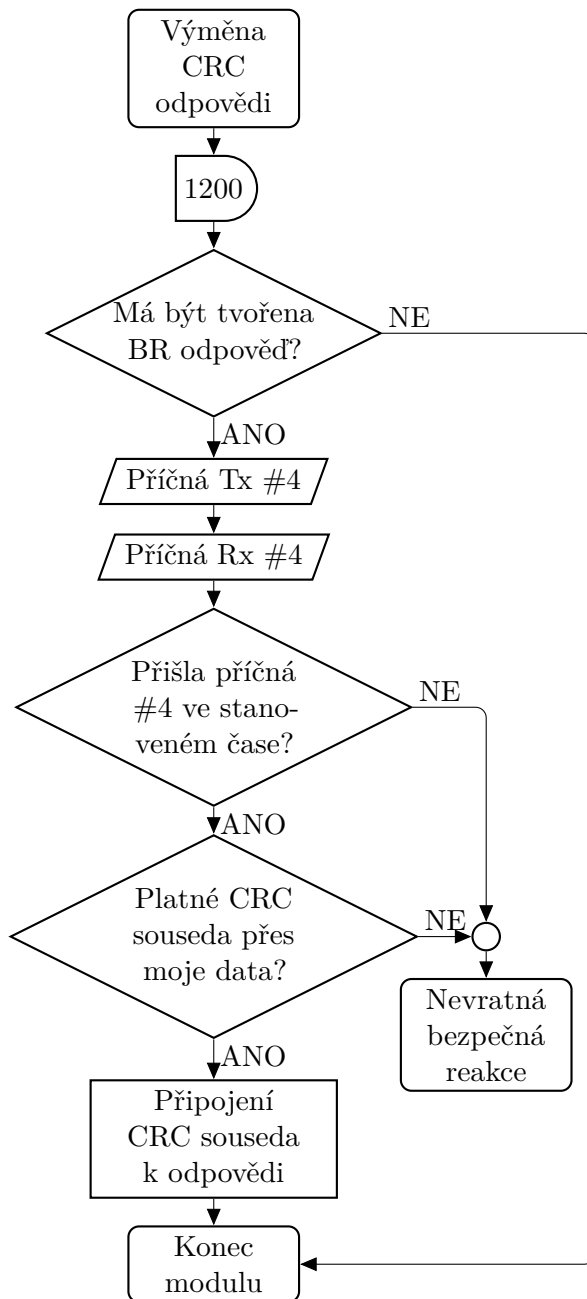 Výměna
CRC
odpovědi
1200
Má být tvořena
BR odpověď?
NE
ANO
Příčná Tx #4
Příčná Rx #4
Přišla příčná
#4 ve stano-
veném čase?
NE
ANO
Platné CRC
souseda přes
moje data?
NE
ANO
Nevratná
bezpečná
reakce
Připojení
CRC souseda
k odpovědi
Konec
modulu